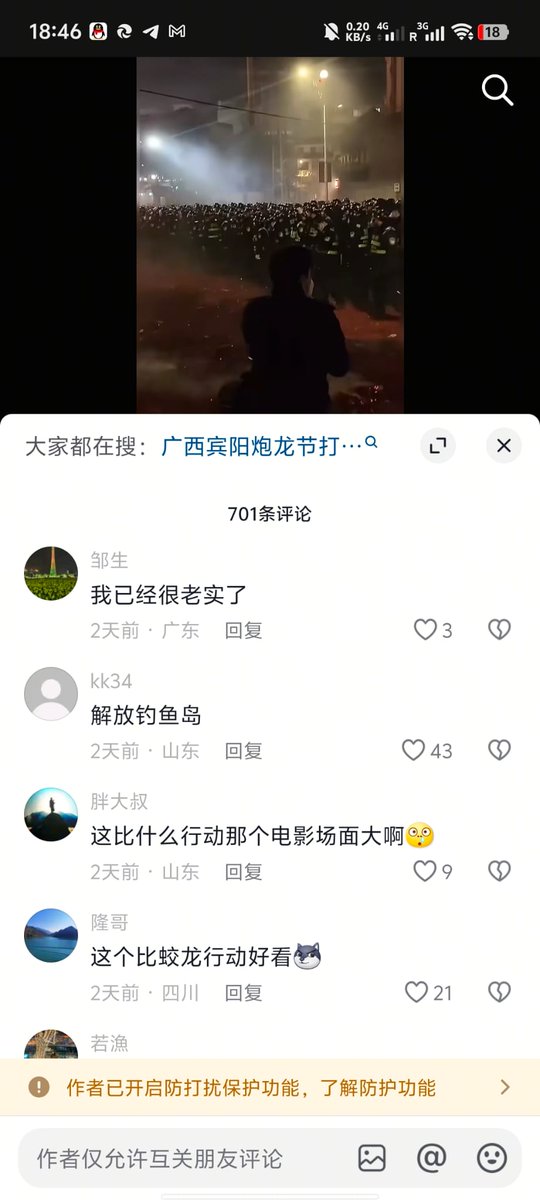 18:46
0.20 KB/s 4G R 3G 18
大家都在搜：广西宾阳炮龙节打…
701条评论
邹生
我已经很老实了
2天前 · 广东 回复 3
kk34
解放钓鱼岛
2天前 · 山东 回复 43
胖大叔
这比什么行动那个电影场面大啊
2天前 · 山东 回复 9
隆哥
这个比蛟龙行动好看
2天前 · 四川 回复 21
若漁
作者已开启防打扰保护功能，了解防护功能
作者仅允许互关朋友评论